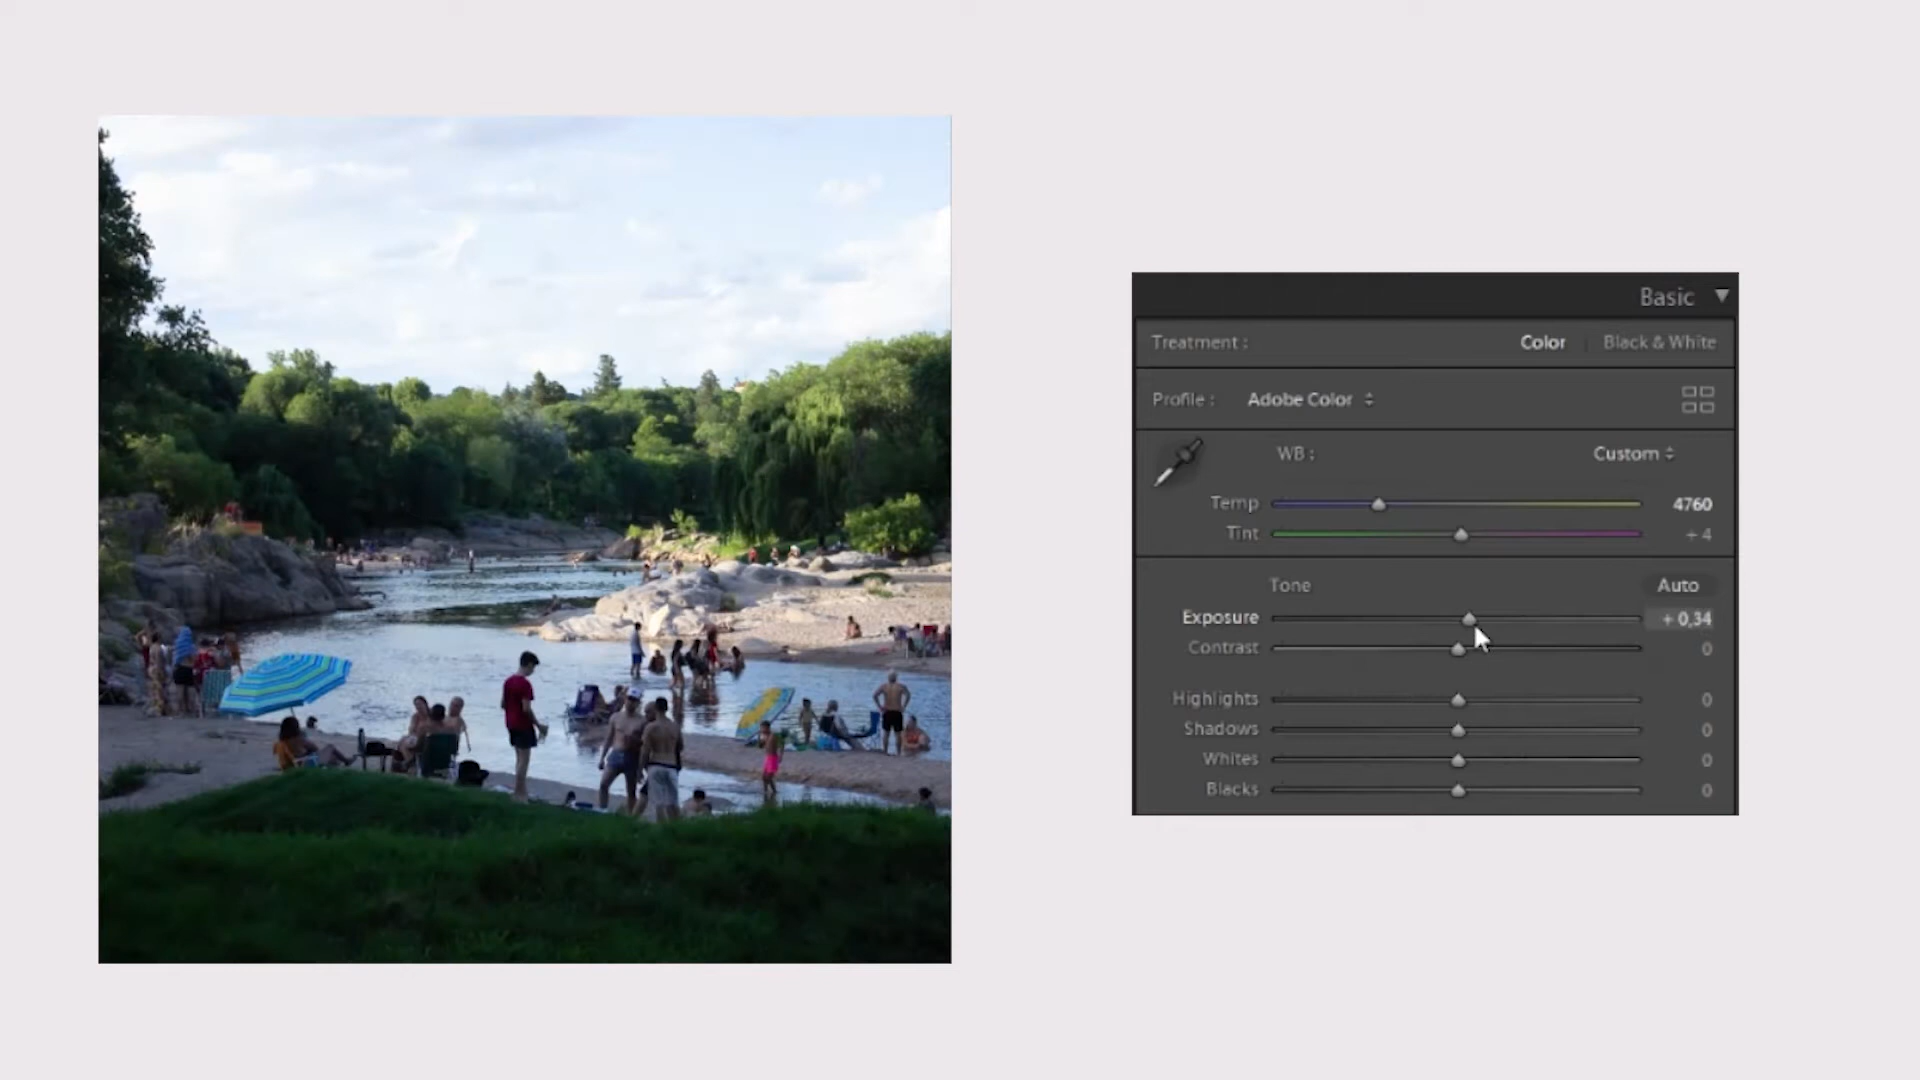 Basic
Treatment : Color Black & White
Profile : Adobe Color
WB : Custom
Temp 4760
Tint + 4
Tone Auto
Exposure + 0,34
Contrast 0
Highlights 0
Shadows 0
Whites 0
Blacks 0